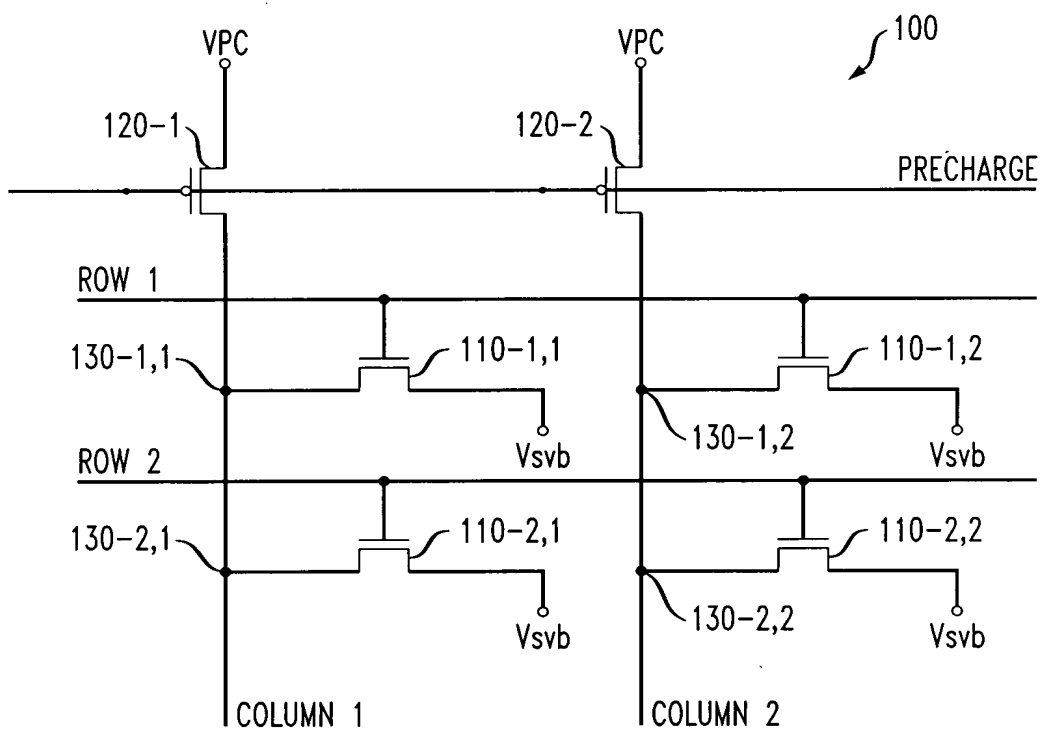 100
VPC
VPC
120-1
120-2
PRECHARGE
ROW 1
130-1,1
110-1,1
110-1,2
Vsvb
130-1,2
Vsvb
ROW 2
130-2,1
110-2,1
110-2,2
Vsvb
130-2,2
Vsvb
COLUMN 1
COLUMN 2